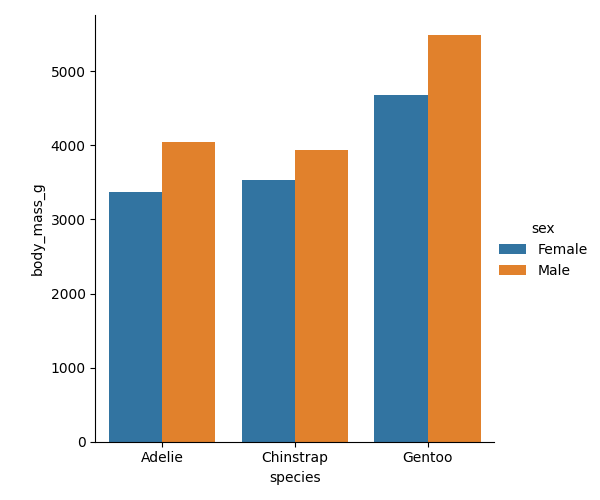 5000
4000
3000
2000
1000
0
body_mass_g
Adelie
Chinstrap
Gentoo
species
sex
Female
Male